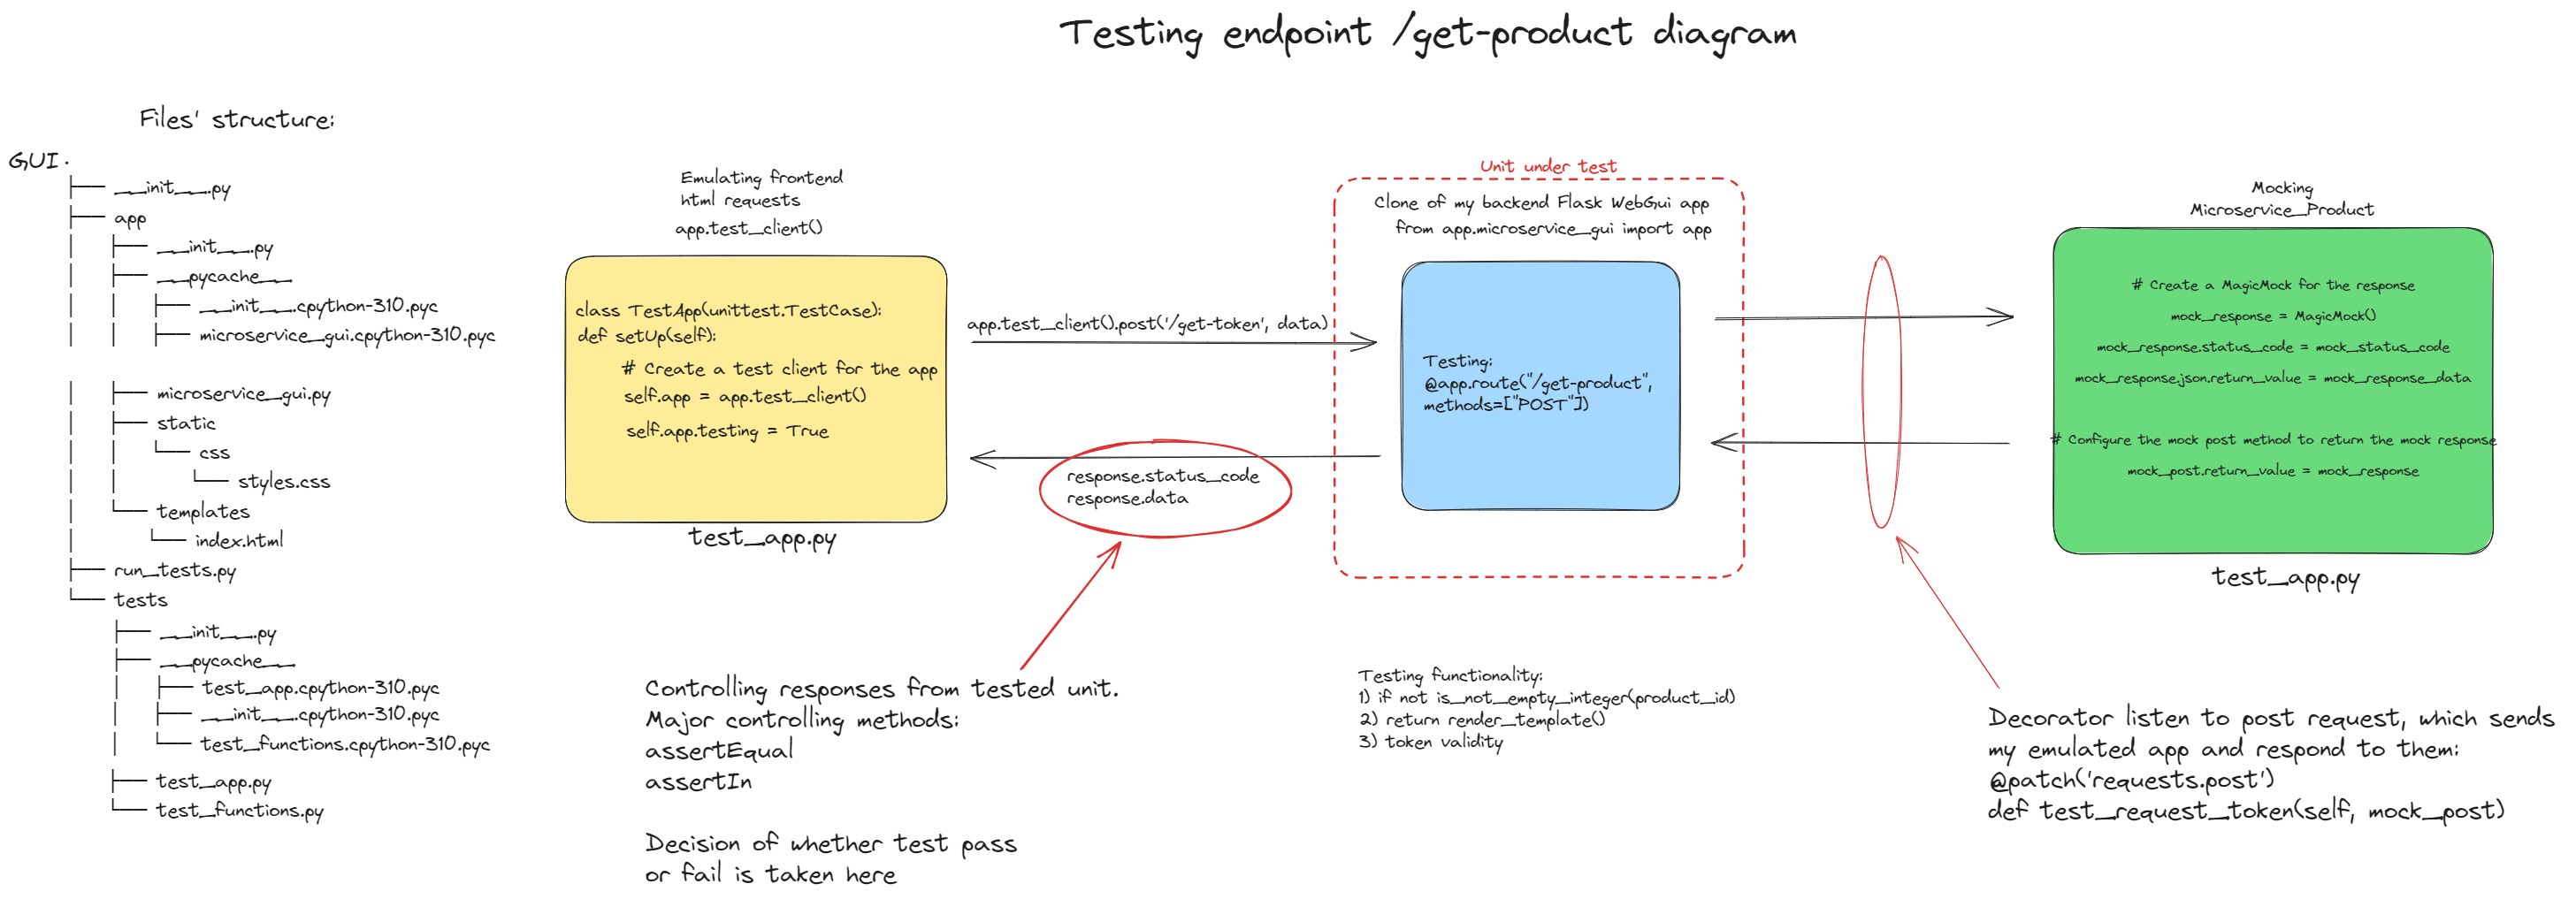 Testing endpoint /get-product diagram
Files' structure:
GUI.
├── __init__.py
├── app
│   ├── __init__.py
│   ├── __pycache__
│   │   ├── __init__.cpython-310.pyc
│   │   ├── microservice_gui.cpython-310.pyc
│   ├── microservice_gui.py
│   ├── static
│   │   └── css
│   │       └── styles.css
│   └── templates
│       └── index.html
├── run_tests.py
└── tests
    ├── __init__.py
    ├── __pycache__
    │   ├── test_app.cpython-310.pyc
    │   ├── __init__.cpython-310.pyc
    │   └── test_functions.cpython-310.pyc
    ├── test_app.py
    └── test_functions.py
Emulating frontend
html requests
app.test_client()
class TestApp(unittest.TestCase):
def setUp(self):
# Create a test client for the app
self.app = app.test_client()
self.app.testing = True
test_app.py
app.test_client().post('/get-token', data)
response.status_code
response.data
Controlling responses from tested unit.
Major controlling methods:
assertEqual
assertIn
Decision of whether test pass
or fail is taken here
Unit under test
Clone of my backend Flask WebGui app
from app.microservice_gui import app
Testing:
@app.route("/get-product",
methods=["POST"])
Testing functionality:
1) if not is_not_empty_integer(product_id)
2) return render_template()
3) token validity
Mocking
Microservice_Product
# Create a MagicMock for the response
mock_response = MagicMock()
mock_response.status_code = mock_status_code
mock_response.json.return_value = mock_response_data
# Configure the mock post method to return the mock response
mock_post.return_value = mock_response
test_app.py
Decorator listen to post request, which sends
my emulated app and respond to them:
@patch('requests.post')
def test_request_token(self, mock_post)